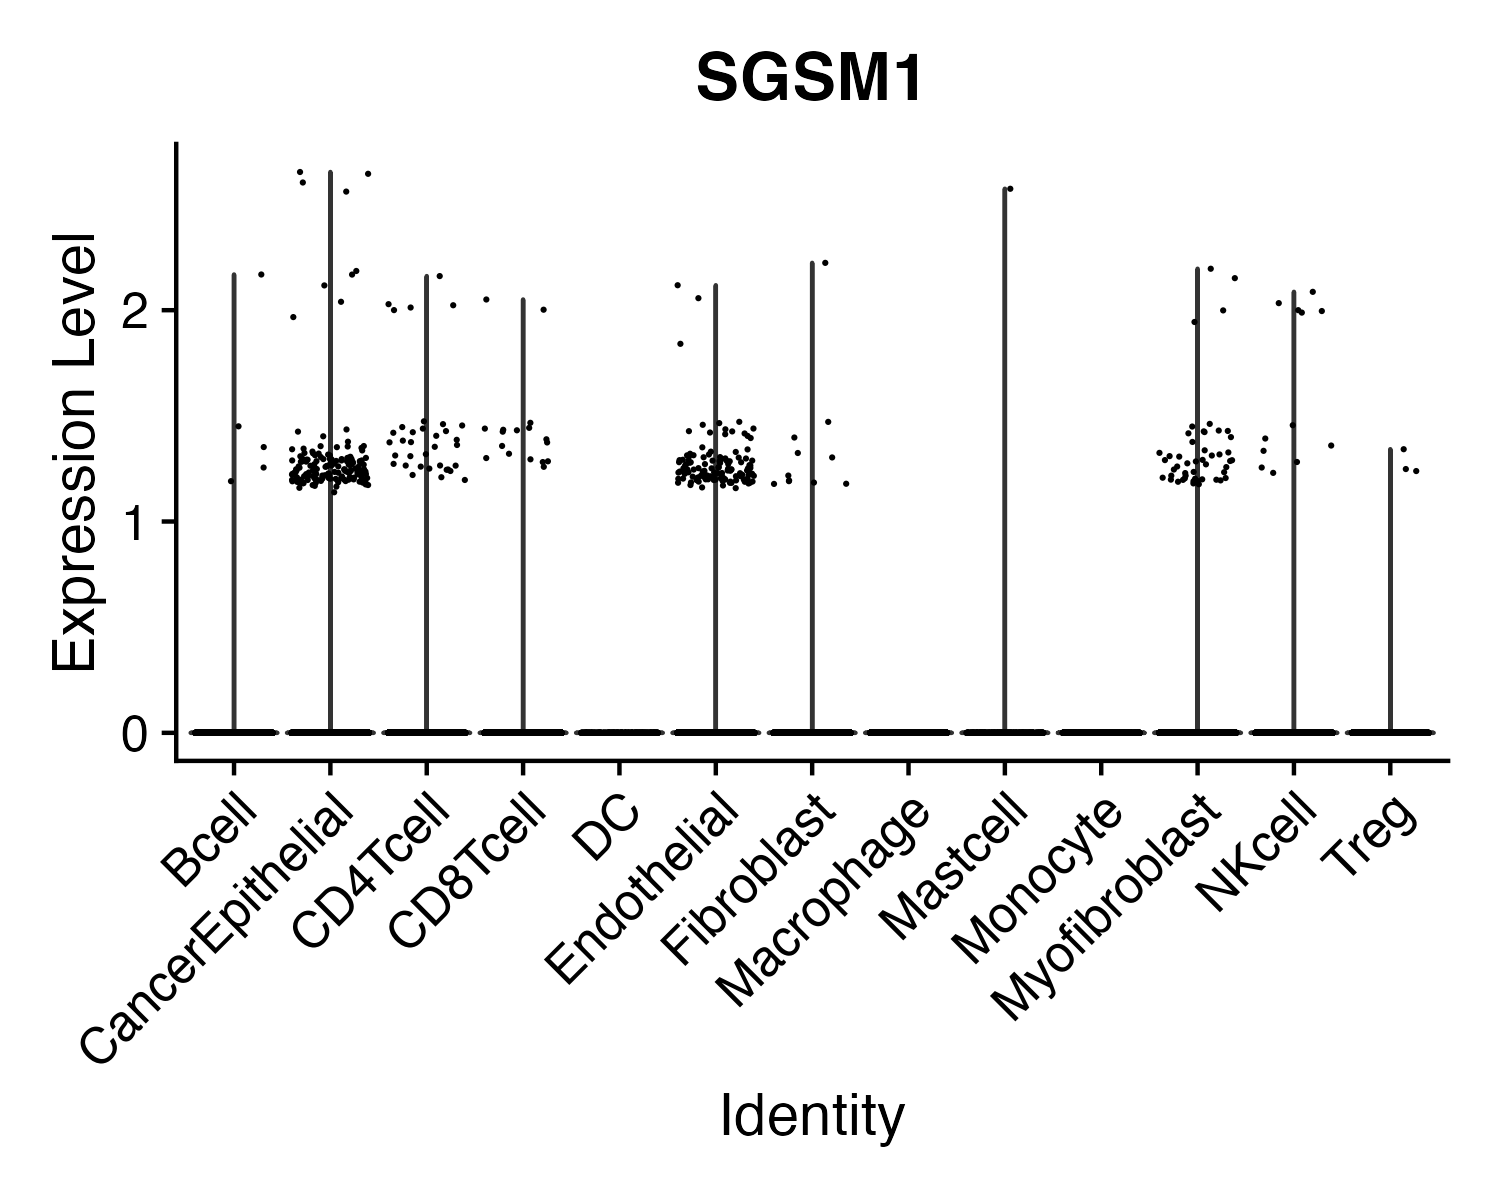 SGSM1
Expression Level
2
1
0
Bcell
CancerEpithelial
CD4Tcell
CD8Tcell
DC
Endothelial
Fibroblast
Macrophage
Mastcell
Monocyte
Myofibroblast
NKcell
Treg
Identity